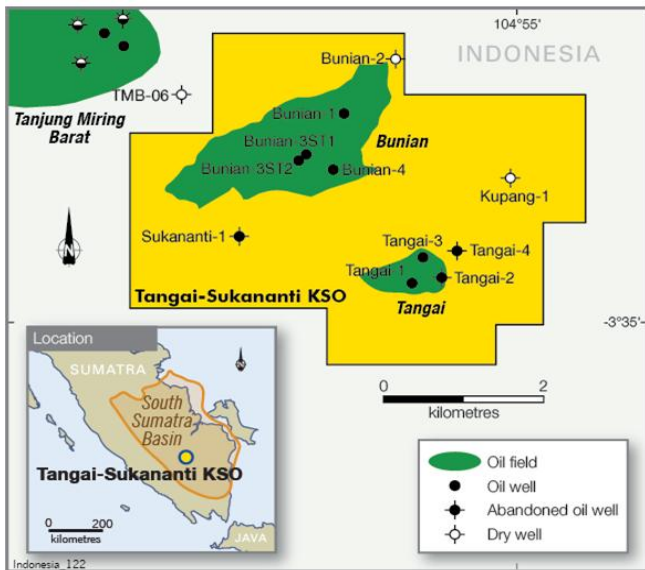 104°55'
INDONESIA
Bunian-2
TMB-06
Tanjung Miring
Barat
Bunian-1
Bunian-3ST1
Bunian
Bunian-3ST2
Bunian-4
Kupang-1
Sukananti-1
Tangai-3
Tangai-4
Tangai-1
Tangai-2
Tangai-Sukananti KSO
Tangai
-3°35'
N
0 2
kilometres
Location
N
SUMATRA
South
Sumatra
Basin
Tangai-Sukananti KSO
0 200
kilometres
JAVA
Oil field
Oil well
Abandoned oil well
Dry well
Indonesia_122